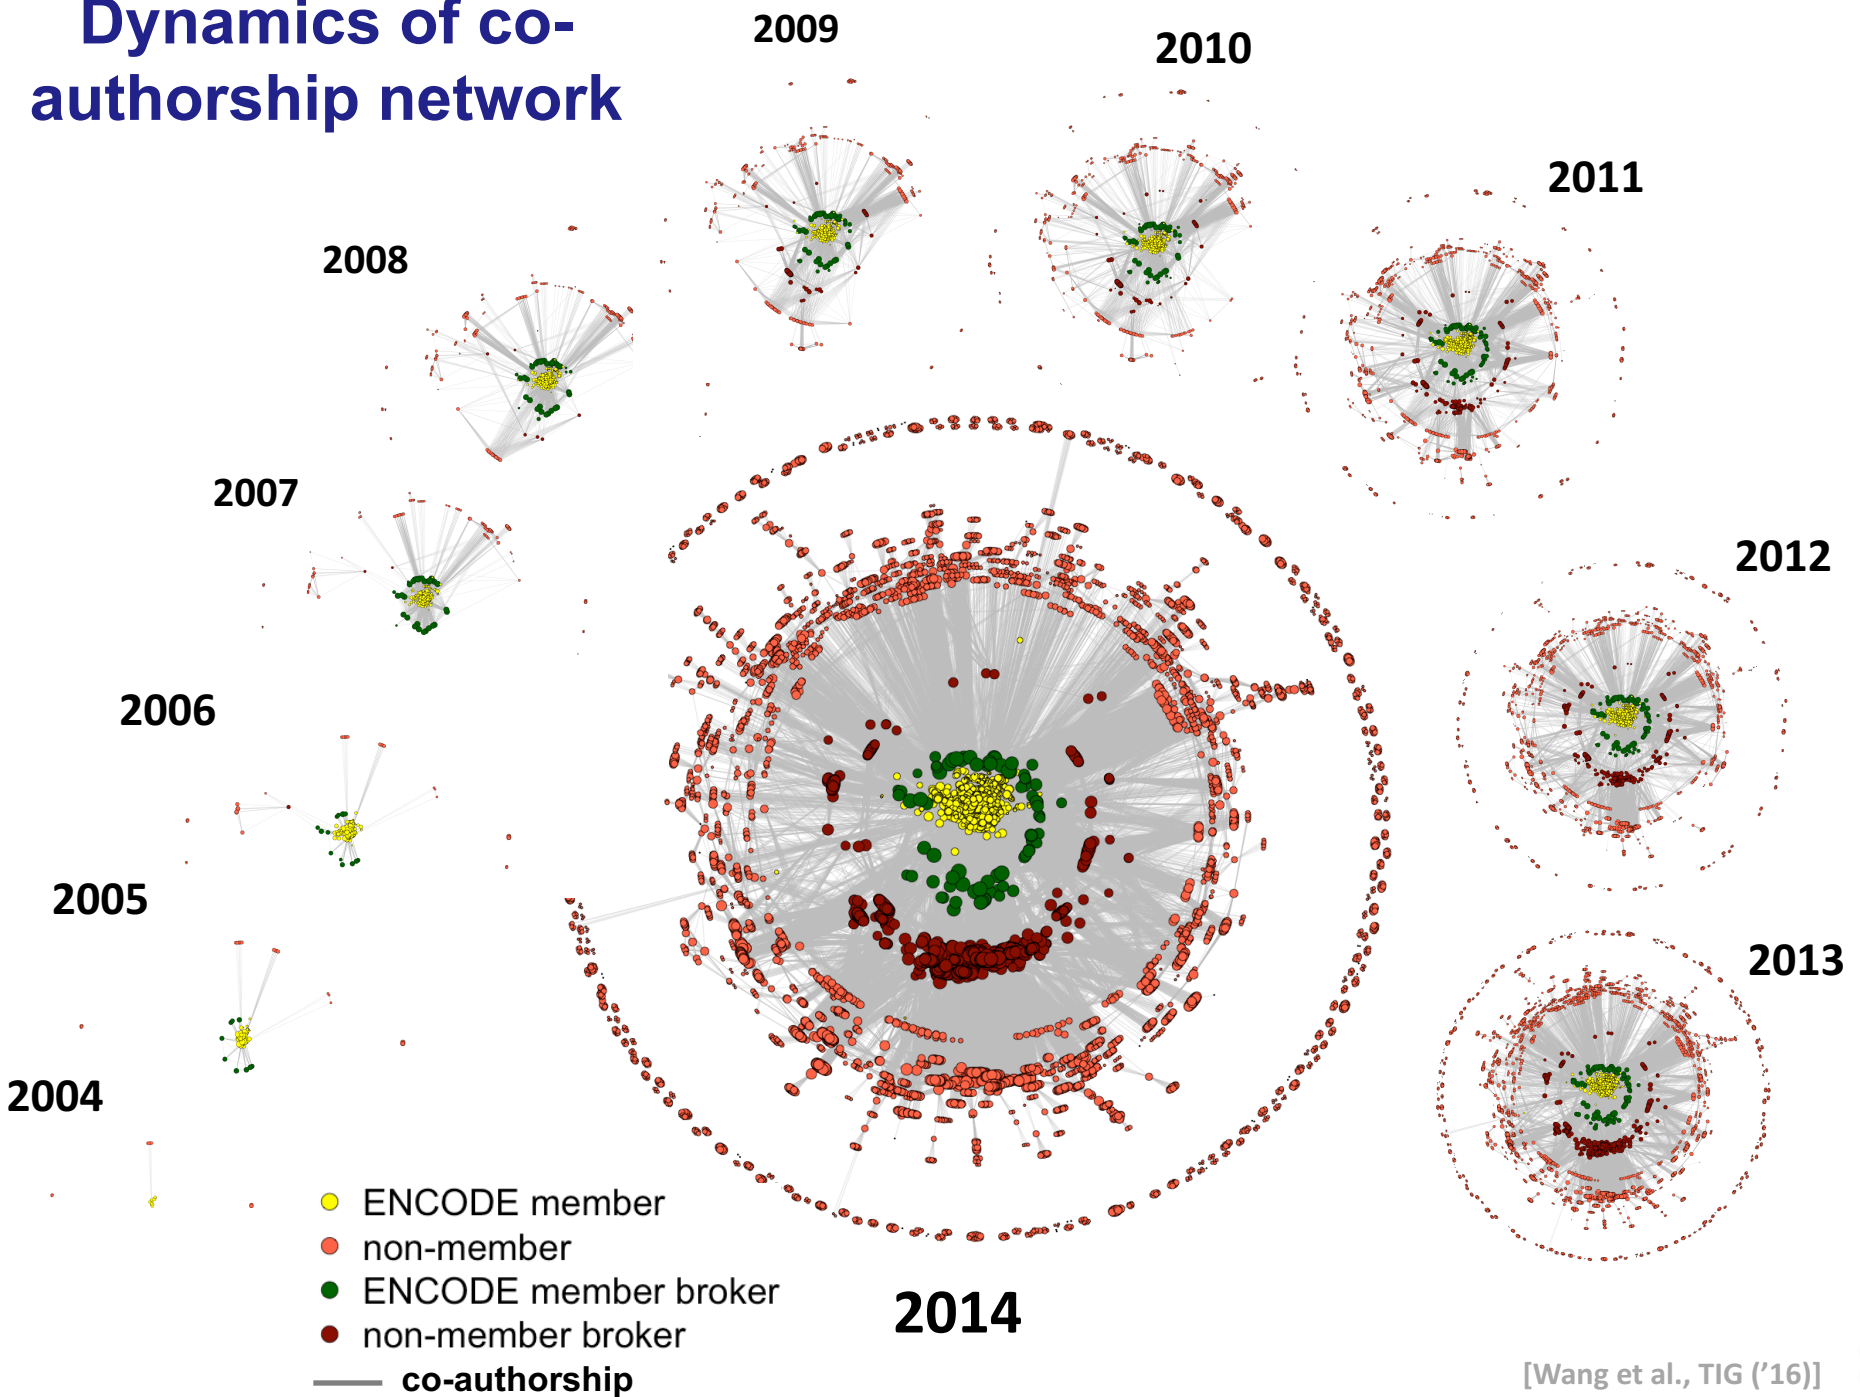 Dynamics of co-
authorship network
2004
2005
2006
2007
2008
2009
2010
2011
2012
2013
2014
ENCODE member
non-member
ENCODE member broker
non-member broker
co-authorship
[Wang et al., TIG (’16)]